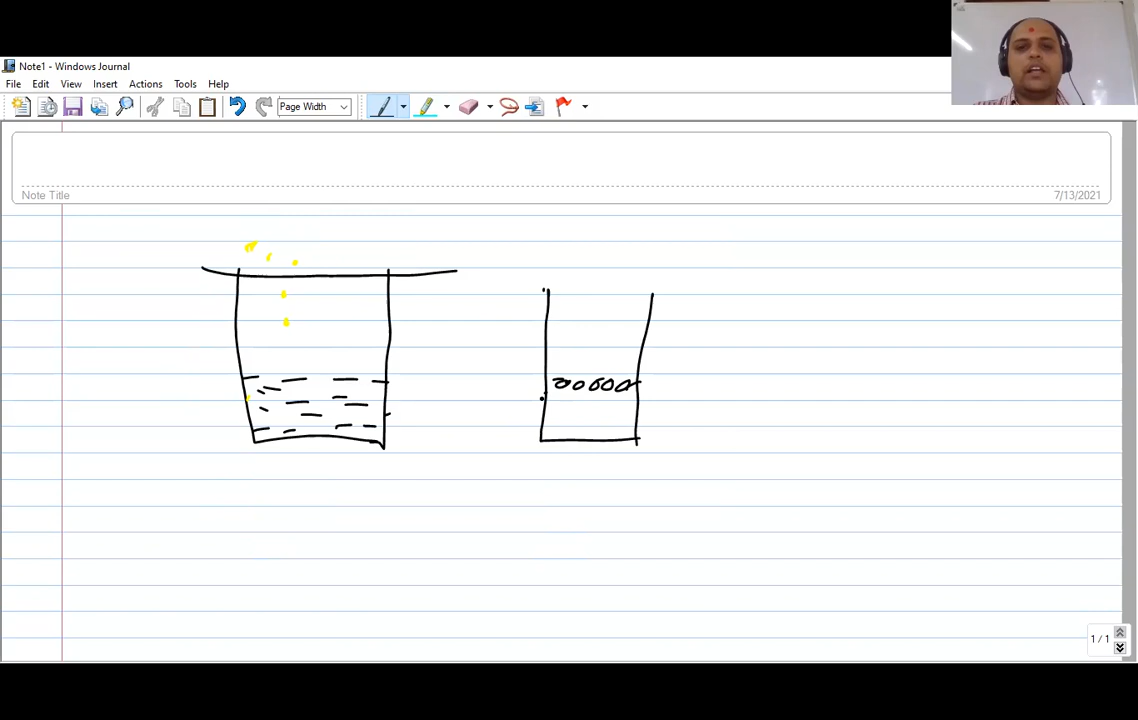 Note1 - Windows Journal
File Edit View Insert Actions Tools Help
Page Width
Note Title
7/13/2021
1 / 1